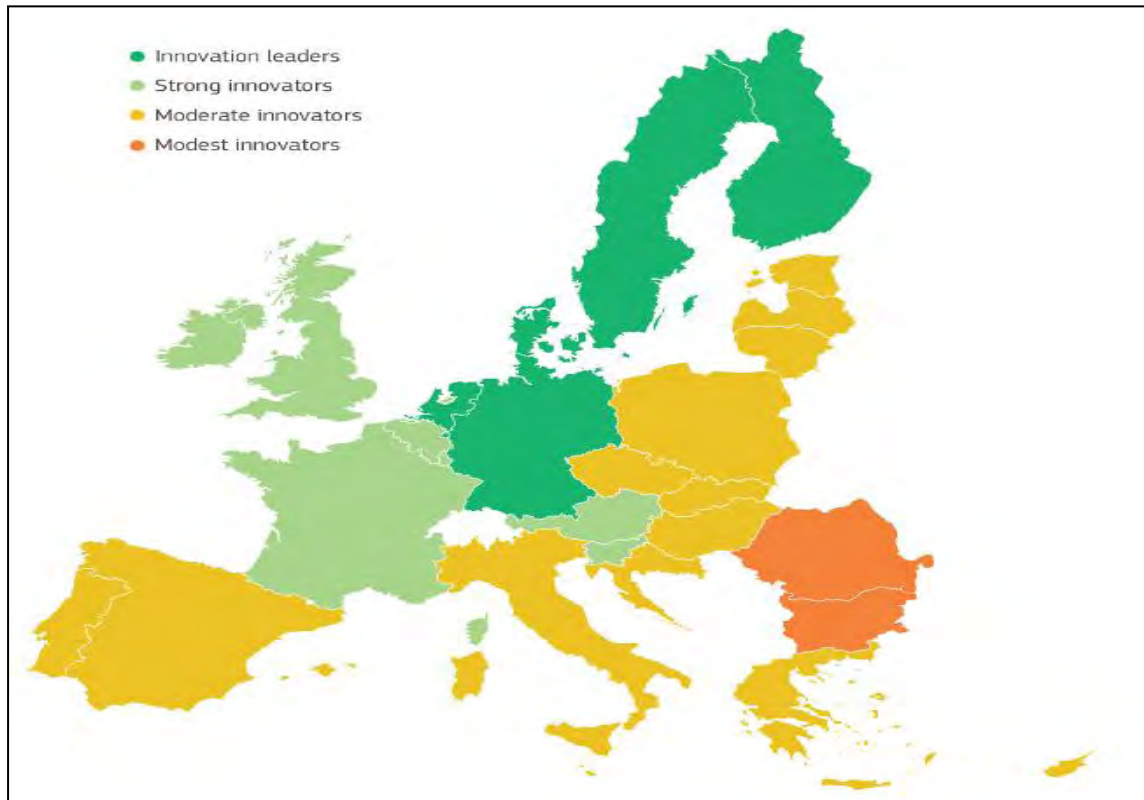 Innovation leaders
Strong innovators
Moderate innovators
Modest innovators